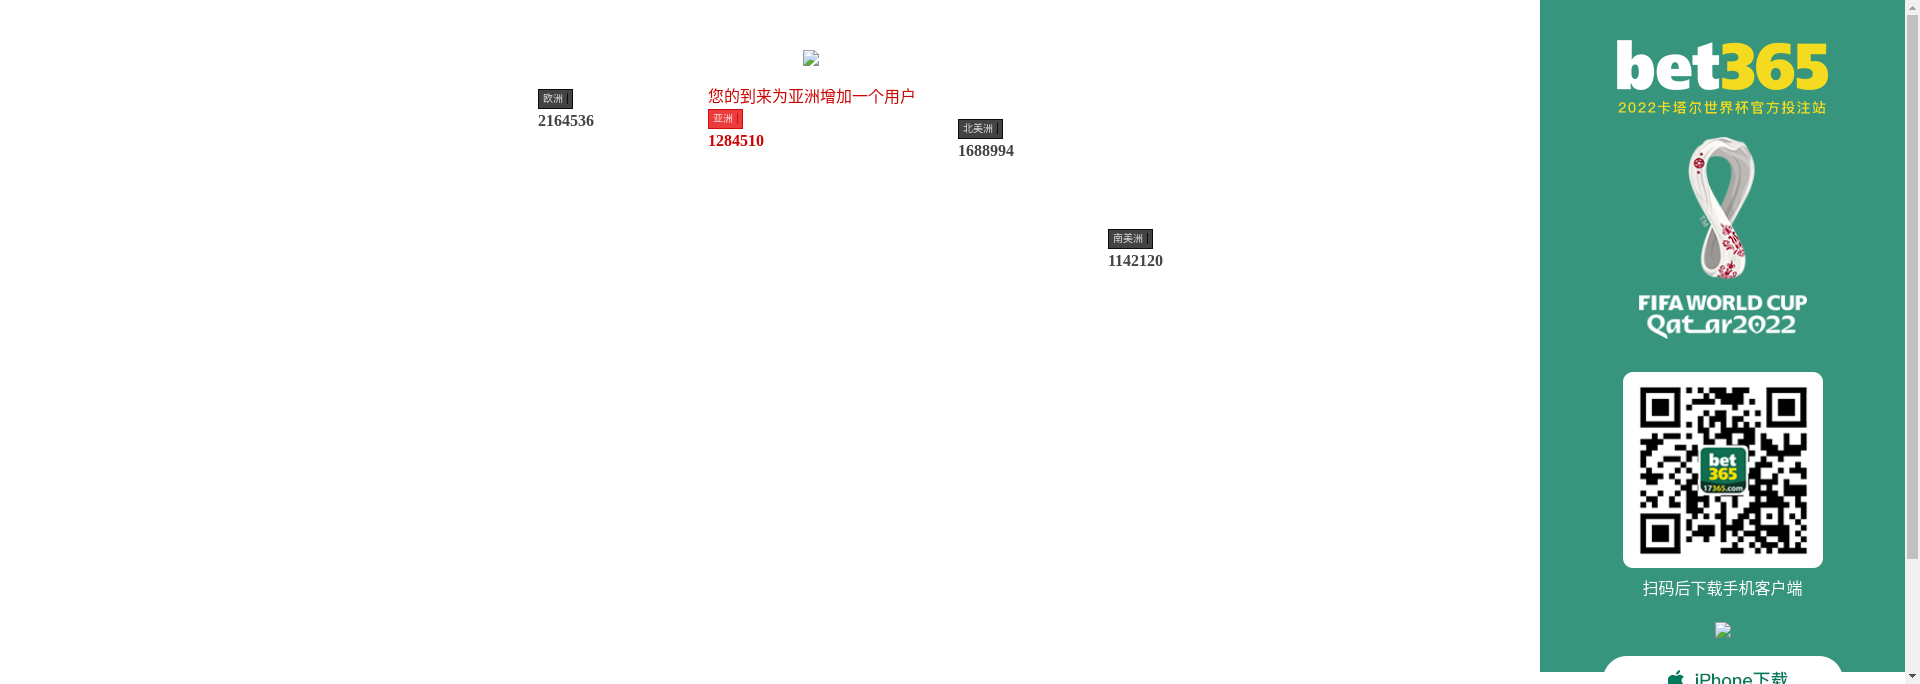 欧洲
2164536
您的到来为亚洲增加一个用户
亚洲
1284510
北美洲
1688994
南美洲
1142120
bet365
2022卡塔尔世界杯官方投注站
TM
FIFA WORLD CUP
Qatar2022
bet
365
17365.com
扫码后下载手机客户端
iPhone下载